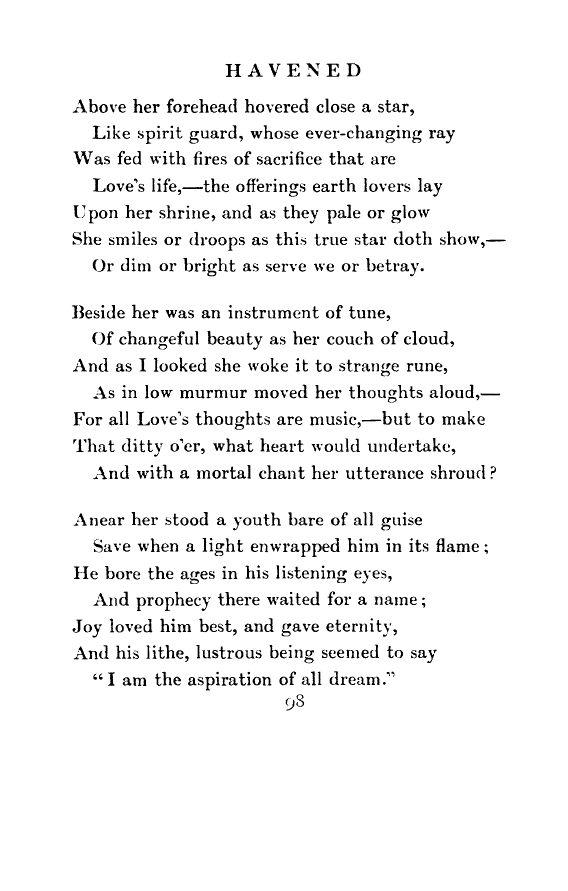 HAVENED
Above her forehead hovered close a star,
Like spirit guard, whose ever-changing ray
Was fed with fires of sacrifice that are
Love's life,—the offerings earth lovers lay
Upon her shrine, and as they pale or glow
She smiles or droops as this true star doth show,—
Or dim or bright as serve we or betray.
Beside her was an instrument of tune,
Of changeful beauty as her couch of cloud,
And as I looked she woke it to strange rune,
As in low murmur moved her thoughts aloud,—
For all Love's thoughts are music,—but to make
That ditty o'er, what heart would undertake,
And with a mortal chant her utterance shroud?
Anear her stood a youth bare of all guise
Save when a light enwrapped him in its flame;
He bore the ages in his listening eyes,
And prophecy there waited for a name;
Joy loved him best, and gave eternity,
And his lithe, lustrous being seemed to say
“I am the aspiration of all dream.”
98